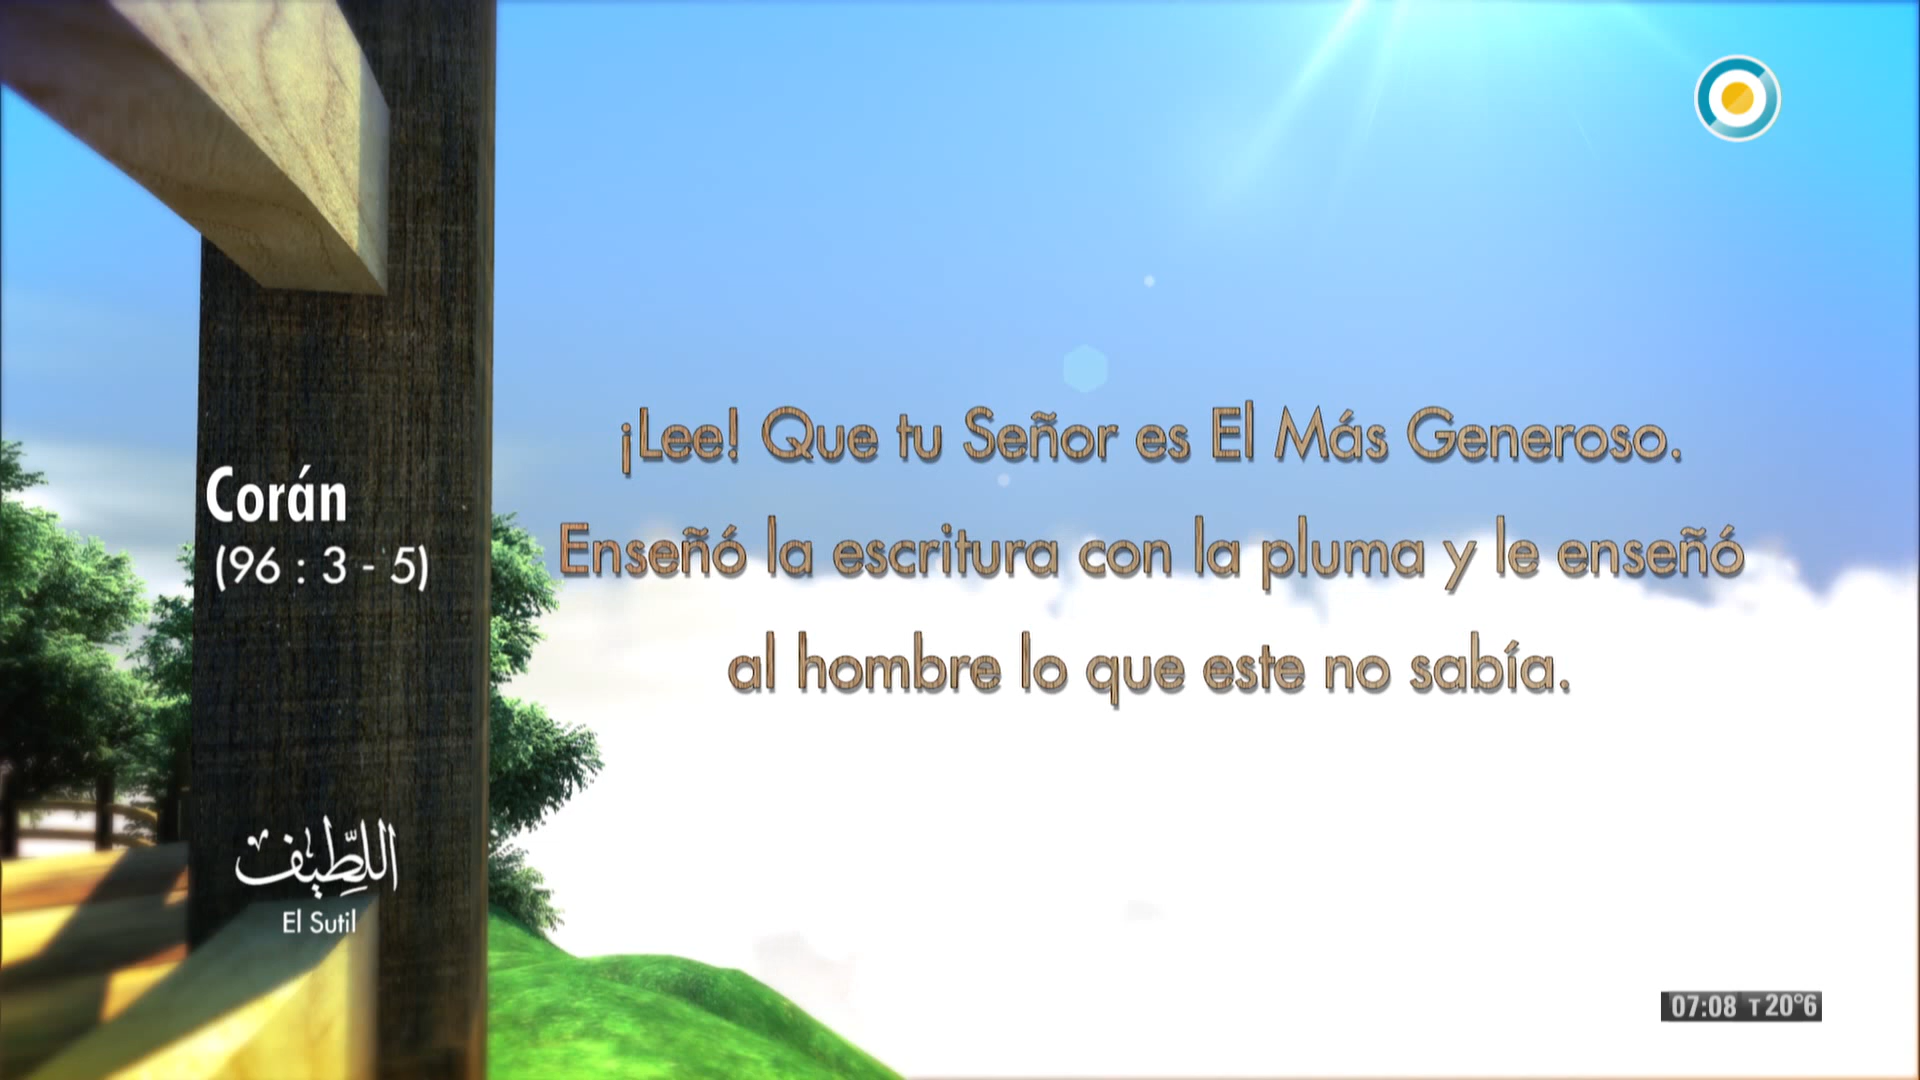 Corán
(96 : 3 - 5)
¡Lee! Que tu Señor es El Más Generoso.
Enseñó la escritura con la pluma y le enseñó
al hombre lo que este no sabía.
اللَّطِيف
El Sutil
07:08 T 20°6